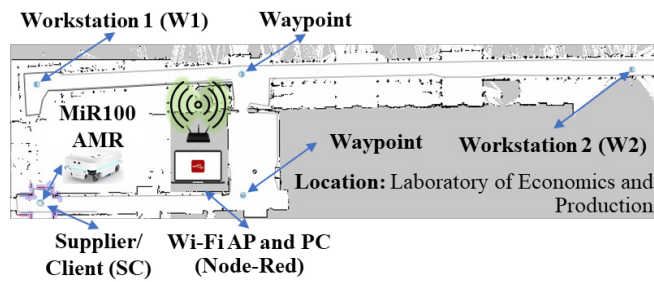 Workstation 1 (W1)
Waypoint
MiR100
AMR
Waypoint
Workstation 2 (W2)
Location: Laboratory of Economics and
Production
Supplier/
Client (SC)
Wi-Fi AP and PC
(Node-Red)